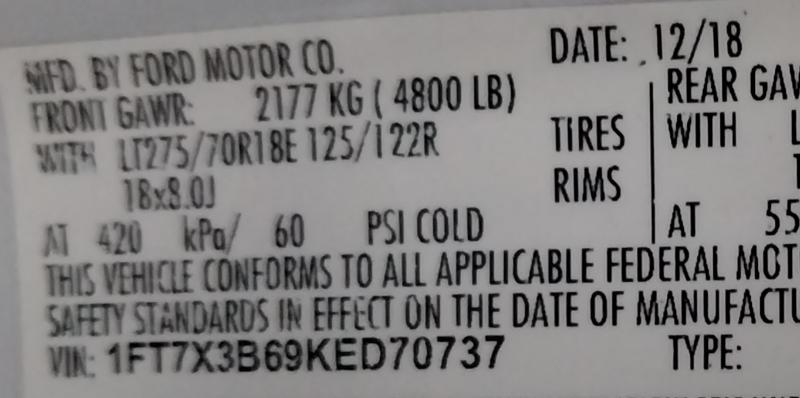 MFD. BY FORD MOTOR CO. DATE: 12/18
FRONT GAWR: 2177 KG ( 4800 LB) REAR GAW
WITH LT275/70R18E 125/122R TIRES WITH L
18x8.0J RIMS
AT 420 kPa/ 60 PSI COLD AT 55
THIS VEHICLE CONFORMS TO ALL APPLICABLE FEDERAL MOT
SAFETY STANDARDS IN EFFECT ON THE DATE OF MANUFACTU
VIN: 1FT7X3B69KED70737 TYPE: